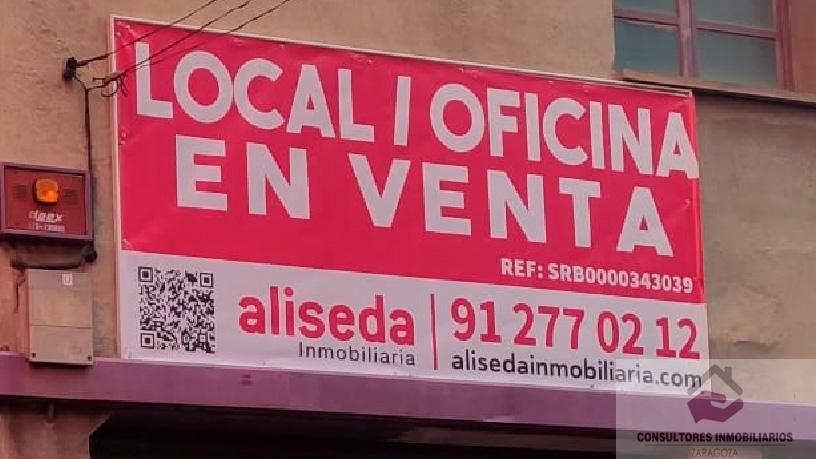 LOCAL / OFICINA
EN VENTA
REF: SRB0000343039
aliseda
Inmobiliaria
91 277 02 12
alisedainmobiliaria.com
CONSULTORES INMOBILIARIOS
ZARAGOZA